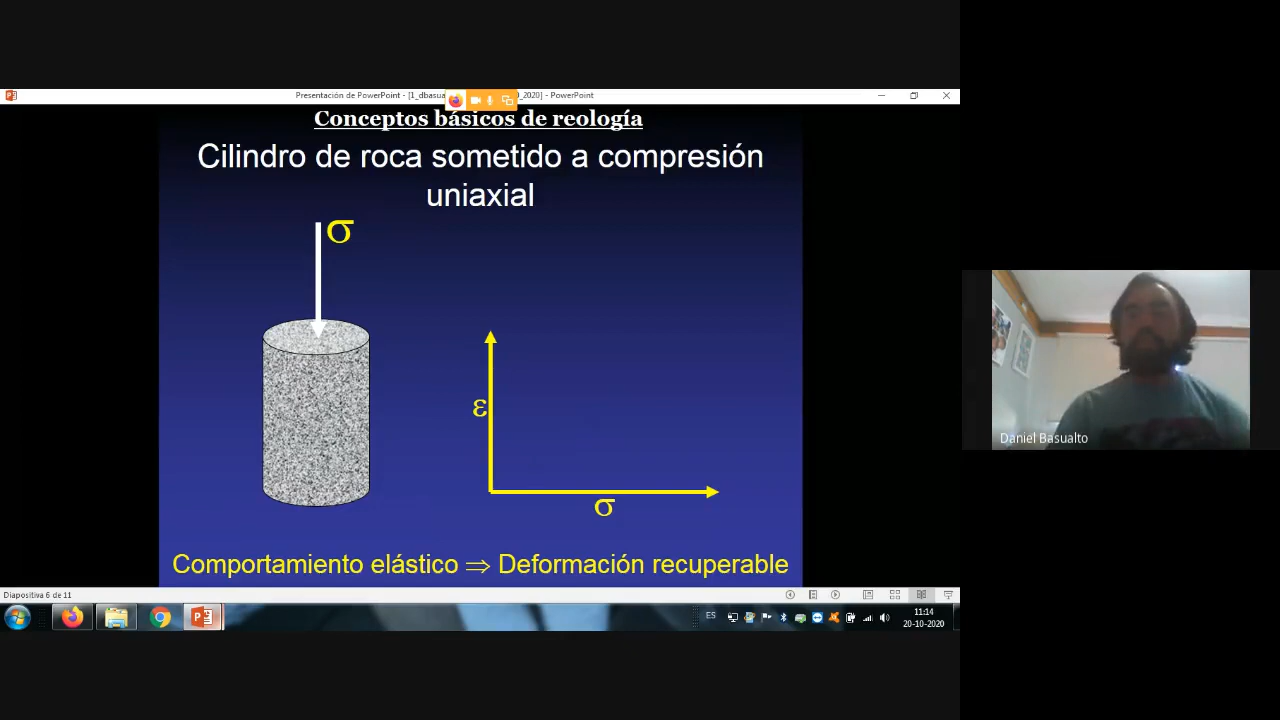 Presentación de PowerPoint - [1_dbasua
_2020] - PowerPoint
Conceptos básicos de reología
Cilindro de roca sometido a compresión
uniaxial
σ
ε
σ
Comportamiento elástico ⇒ Deformación recuperable
Daniel Basualto
Diapositiva 6 de 11
ES
11:14
20-10-2020